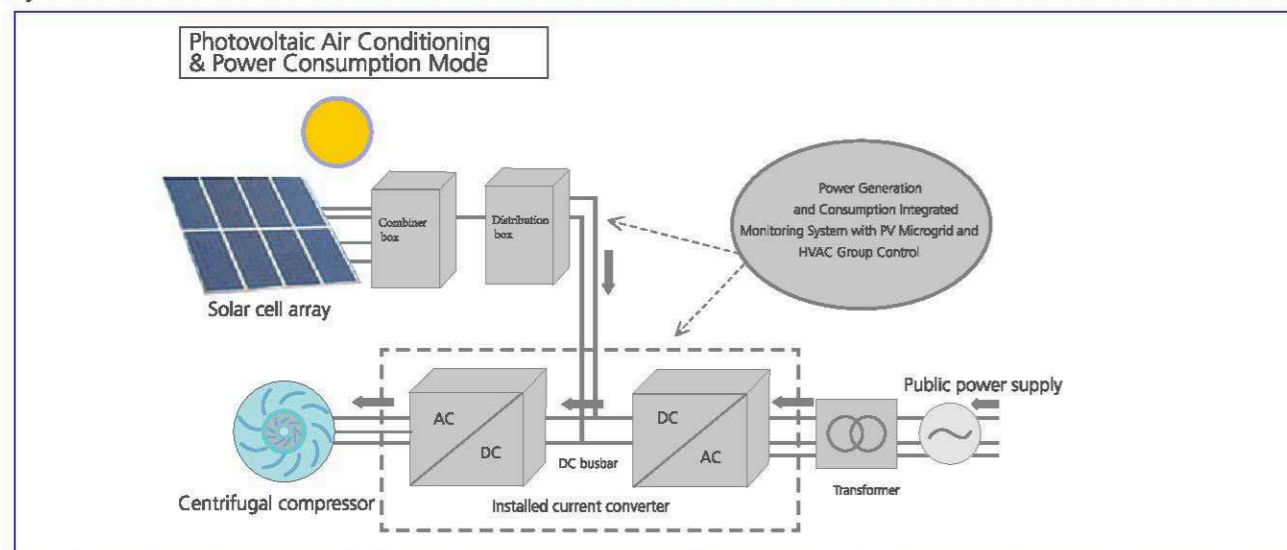 Photovoltaic Air Conditioning
& Power Consumption Mode
Combiner
box
Distribution
box
Power Generation
and Consumption Integrated
Monitoring System with PV Microgrid and
HVAC Group Control
Solar cell array
Public power supply
AC
DC
DC
AC
DC busbar
Transformer
Centrifugal compressor
Installed current converter